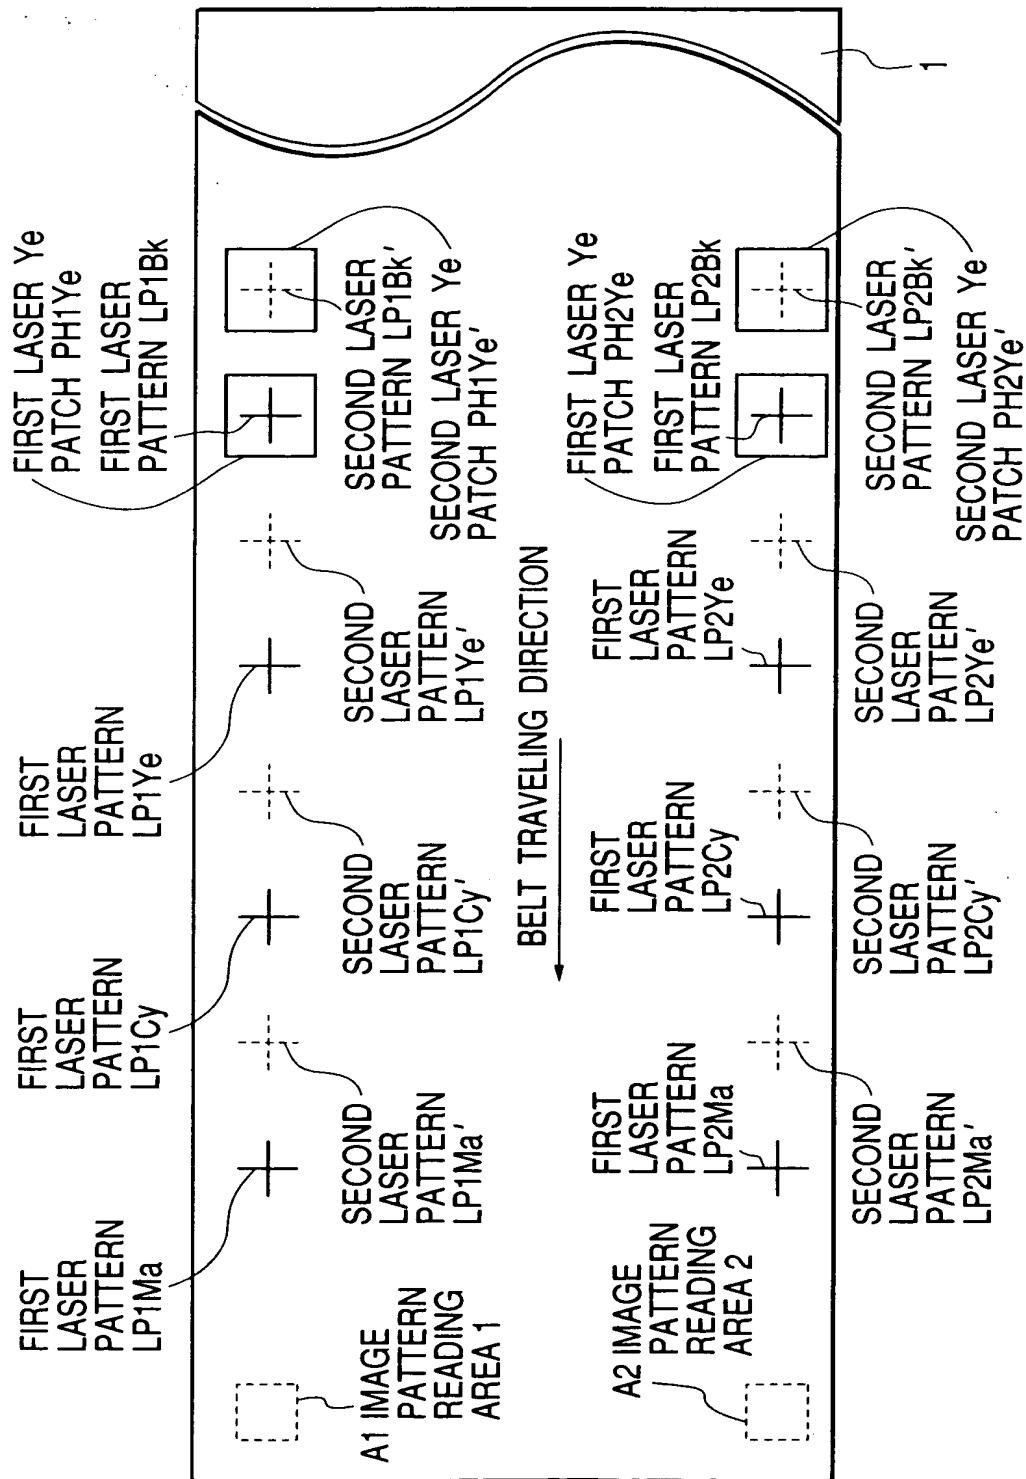 FIRST
LASER
PATTERN
LP1Ma
FIRST
LASER
PATTERN
LP1Cy
FIRST
LASER
PATTERN
LP1Ye
FIRST LASER Ye
PATCH PH1Ye
FIRST LASER
PATTERN LP1Bk
A1 IMAGE
PATTERN
READING
AREA 1
SECOND
LASER
PATTERN
LP1Ma'
SECOND
LASER
PATTERN
LP1Cy'
SECOND
LASER
PATTERN
LP1Ye'
SECOND LASER
PATTERN LP1Bk'
SECOND LASER Ye
PATCH PH1Ye'
BELT TRAVELING DIRECTION
A2 IMAGE
PATTERN
READING
AREA 2
FIRST
LASER
PATTERN
LP2Ma
FIRST
LASER
PATTERN
LP2Cy
FIRST
LASER
PATTERN
LP2Ye
FIRST LASER Ye
PATCH PH2Ye
FIRST LASER
PATTERN LP2Bk
SECOND
LASER
PATTERN
LP2Ma'
SECOND
LASER
PATTERN
LP2Cy'
SECOND
LASER
PATTERN
LP2Ye'
SECOND LASER
PATTERN LP2Bk'
SECOND LASER Ye
PATCH PH2Ye'
1